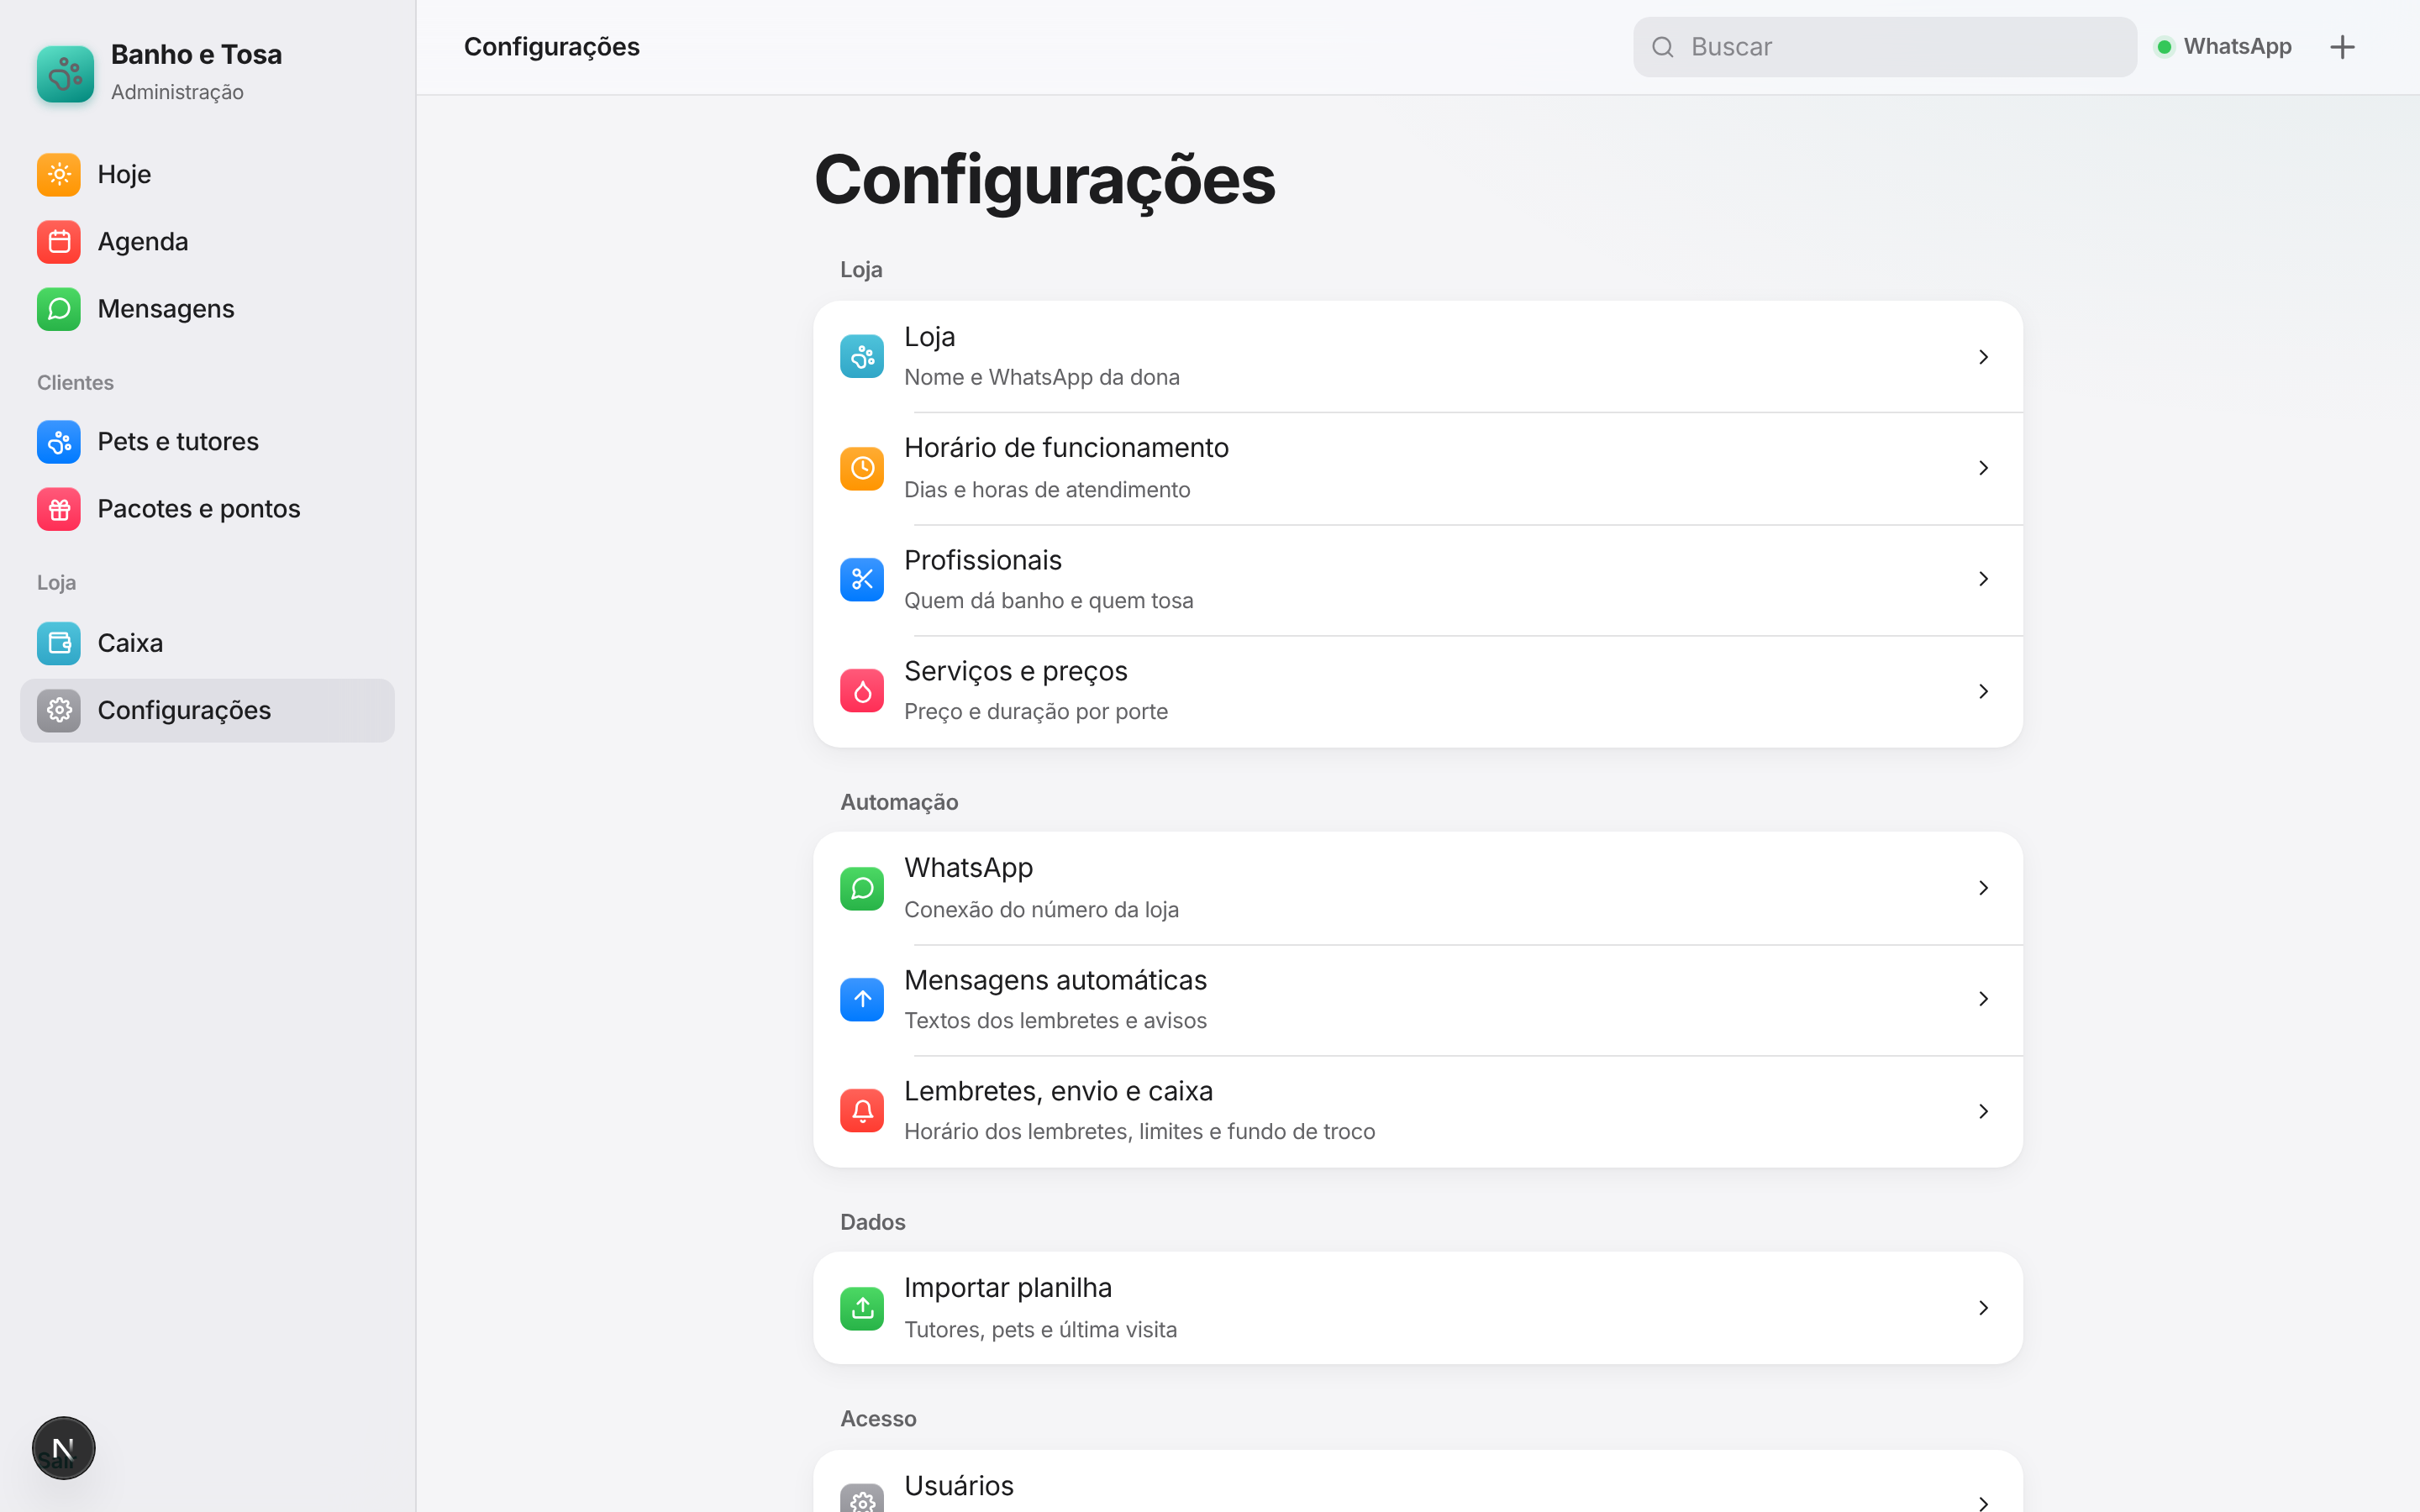 Banho e Tosa
Administração
Hoje
Agenda
Mensagens
Clientes
Pets e tutores
Pacotes e pontos
Loja
Caixa
Configurações
N
Sair
Configurações
Buscar
WhatsApp
Configurações
Loja
Loja
Nome e WhatsApp da dona
Horário de funcionamento
Dias e horas de atendimento
Profissionais
Quem dá banho e quem tosa
Serviços e preços
Preço e duração por porte
Automação
WhatsApp
Conexão do número da loja
Mensagens automáticas
Textos dos lembretes e avisos
Lembretes, envio e caixa
Horário dos lembretes, limites e fundo de troco
Dados
Importar planilha
Tutores, pets e última visita
Acesso
Usuários